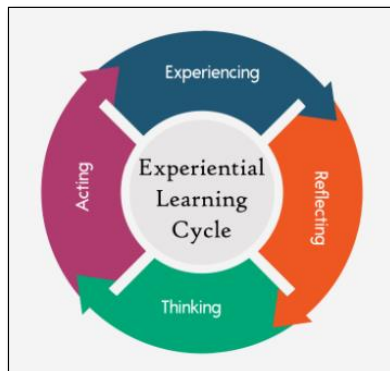 Experiencing
Reflecting
Thinking
Acting
Experiential
Learning
Cycle